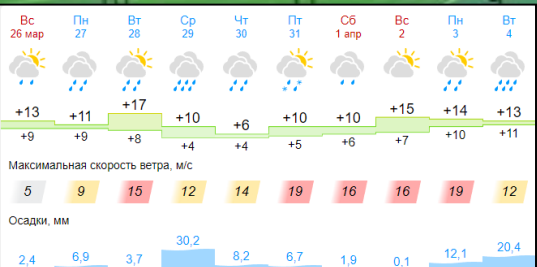 Вс Пн Вт Ср Чт Пт Сб Вс Пн Вт
26 мар 27 28 29 30 31 1 апр 2 3 4
+13 +11 +17 +10 +6 +10 +10 +15 +14 +13
+9 +9 +8 +4 +4 +5 +6 +7 +10 +11
Максимальная скорость ветра, м/с
5 9 15 12 14 19 16 16 19 12
Осадки, мм
2,4 6,9 3,7 30,2 8,2 6,7 1,9 0,1 12,1 20,4